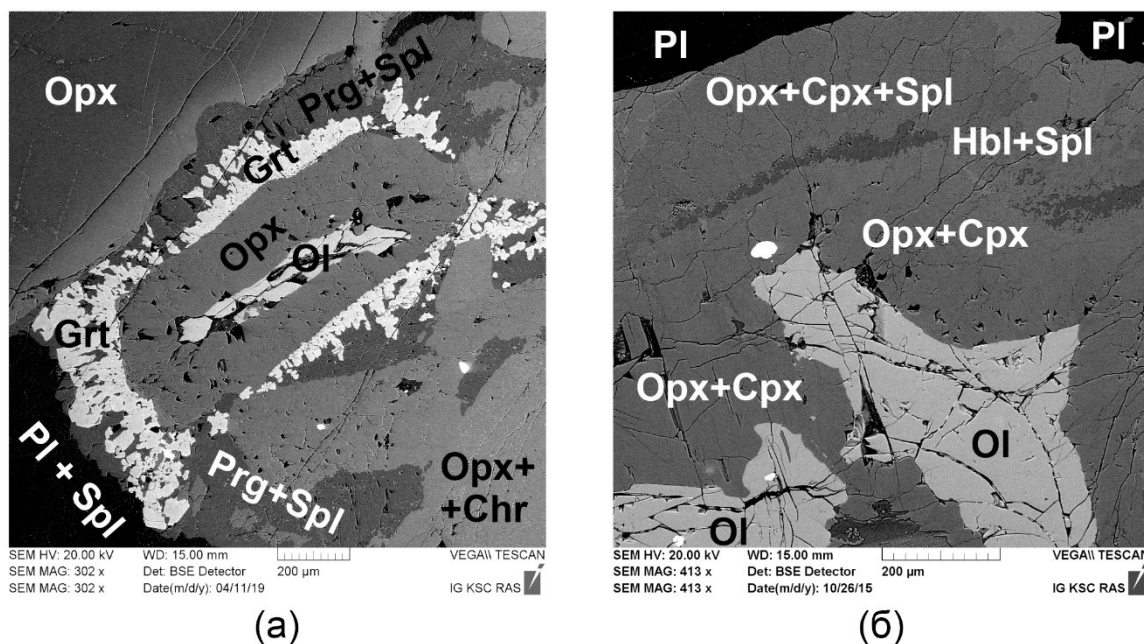 Opx
Prg+Spl
Grt
Opx
Ol
Grt
Pl + Spl
Prg+Spl
Opx+
+Chr
SEM HV: 20.00 kV WD: 15.00 mm VEGA\\ TESCAN
SEM MAG: 302 x Det: BSE Detector 200 µm
SEM MAG: 302 x Date(m/d/y): 04/11/19 IG KSC RAS
(а)
Pl
Pl
Opx+Cpx+Spl
Hbl+Spl
Opx+Cpx
Opx+Cpx
Ol
Ol
SEM HV: 20.00 kV WD: 15.00 mm VEGA\\ TESCAN
SEM MAG: 413 x Det: BSE Detector 200 µm
SEM MAG: 413 x Date(m/d/y): 10/26/15 IG KSC RAS
(б)